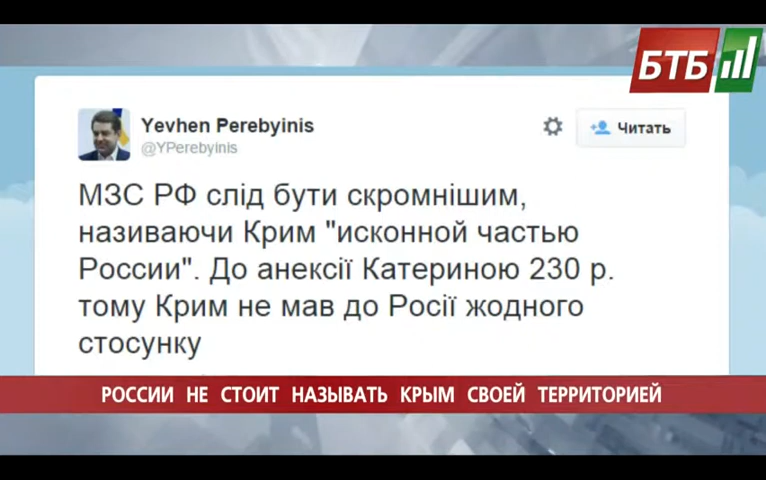 БТБ
Yevhen Perebyinis
@YPerebyinis
Читать
МЗС РФ слід бути скромнішим,
називаючи Крим "исконной частью
России". До анексії Катериною 230 р.
тому Крим не мав до Росії жодного
стосунку
РОССИИ НЕ СТОИТ НАЗЫВАТЬ КРЫМ СВОЕЙ ТЕРРИТОРИЕЙ